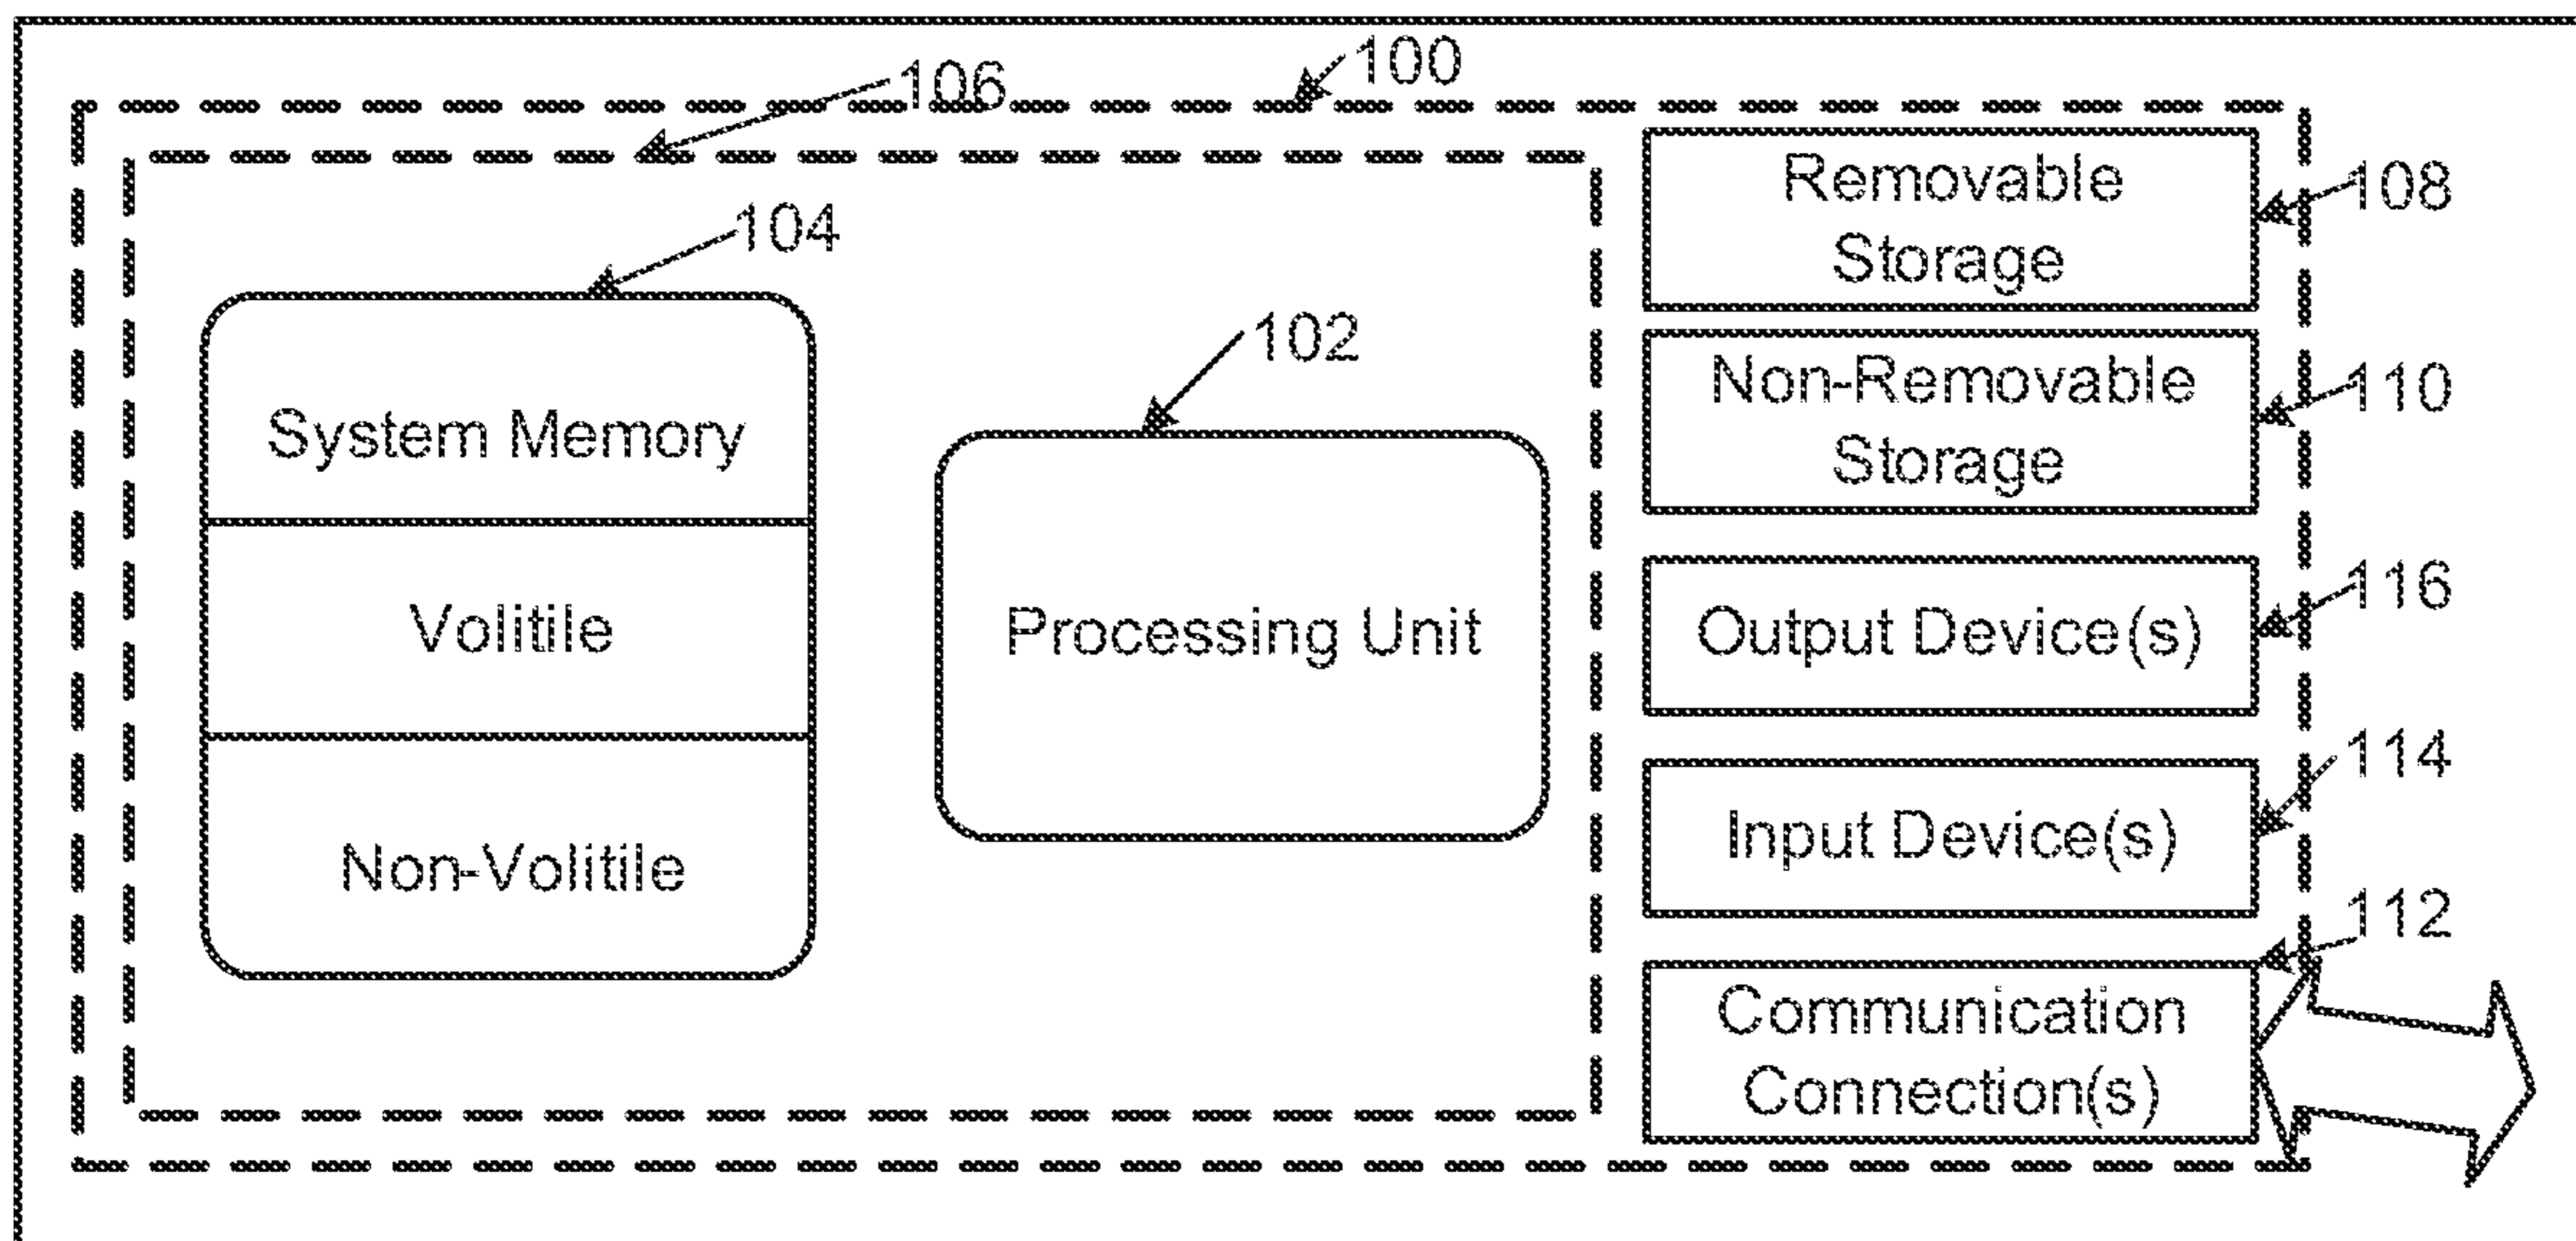 100
106
Removable
Storage
108
104
System Memory
Volitile
Non-Volitile
102
Processing Unit
Non-Removable
Storage
110
Output Device(s)
116
Input Device(s)
114
112
Communication
Connection(s)